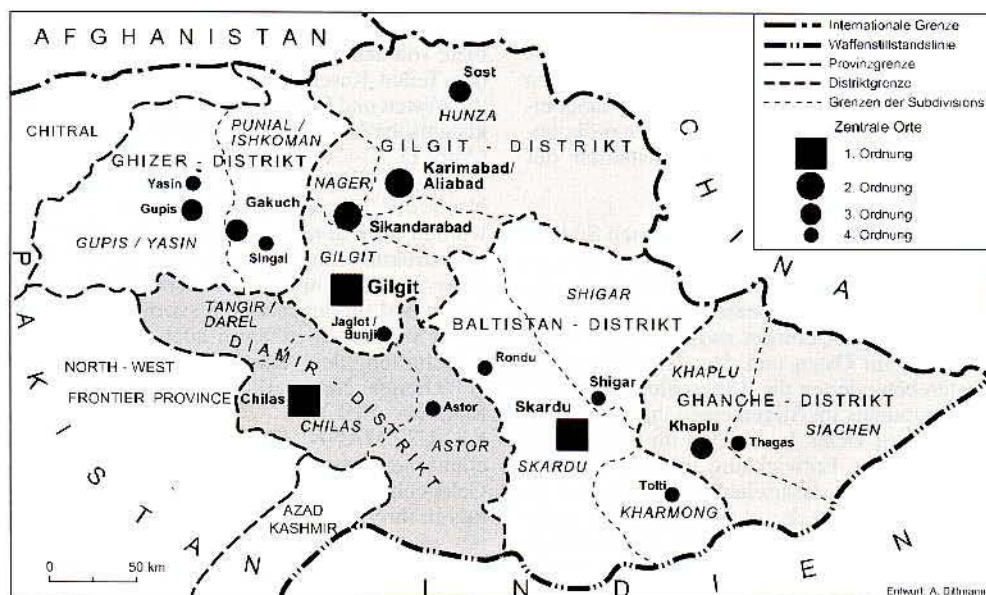 AFGHANISTAN
CHITRAL
PUNIAL /
ISHKOMAN
GHIZER - DISTRIKT
Yasin
Gupis
Gakuch
Singal
GUPIS / YASIN
Sost
HUNZA
GILGIT - DISTRIKT
NAGER
Karimabad/
Aliabad
Sikandarabad
GILGIT
Gilgit
Jaglot /
Bunji
TANGIR /
DAREL
DIAMIR - DISTRIKT
NORTH - WEST
FRONTIER PROVINCE
Chilas
CHILAS
Astor
ASTOR
AZAD
KASHMIR
SHIGAR
BALTISTAN - DISTRIKT
Rondu
Shigar
Skardu
SKARDU
KHAPLU
GHANCHE - DISTRIKT
SIACHEN
Khaplu
Thagas
Tolti
KHARMONG
CHINA
PAKISTAN
INDIEN
0 50 km
Internationale Grenze
Waffenstillstandslinie
Provinzgrenze
Distriktgrenze
Grenzen der Subdivisions
Zentrale Orte
1. Ordnung
2. Ordnung
3. Ordnung
4. Ordnung
Entwurf: A. Dittmann